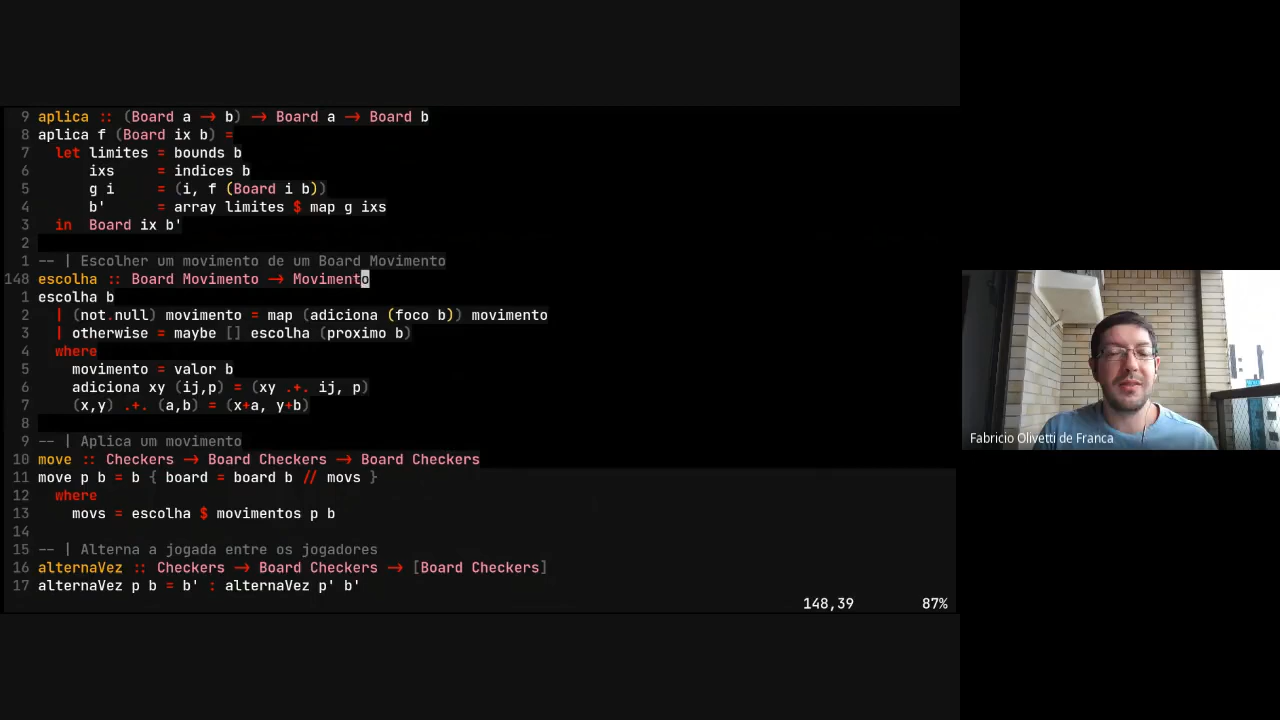 9 aplica :: (Board a → b) → Board a → Board b
8 aplica f (Board ix b) =
7   let limites = bounds b
6       ixs     = indices b
5       g i     = (i, f (Board i b))
4       b'      = array limites $ map g ixs
3   in  Board ix b'
2
1 -- | Escolher um movimento de um Board Movimento
148 escolha :: Board Movimento → Movimento
1 escolha b
2   | (not.null) movimento = map (adiciona (foco b)) movimento
3   | otherwise = maybe [] escolha (proximo b)
4   where
5     movimento = valor b
6     adiciona xy (ij,p) = (xy .+. ij, p)
7     (x,y) .+. (a,b) = (x+a, y+b)
8
9 -- | Aplica um movimento
10 move :: Checkers → Board Checkers → Board Checkers
11 move p b = b { board = board b // movs }
12   where
13     movs = escolha $ movimentos p b
14
15 -- | Alterna a jogada entre os jogadores
16 alternaVez :: Checkers → Board Checkers → [Board Checkers]
17 alternaVez p b = b' : alternaVez p' b'
148,39 87%
Fabricio Olivetti de Franca